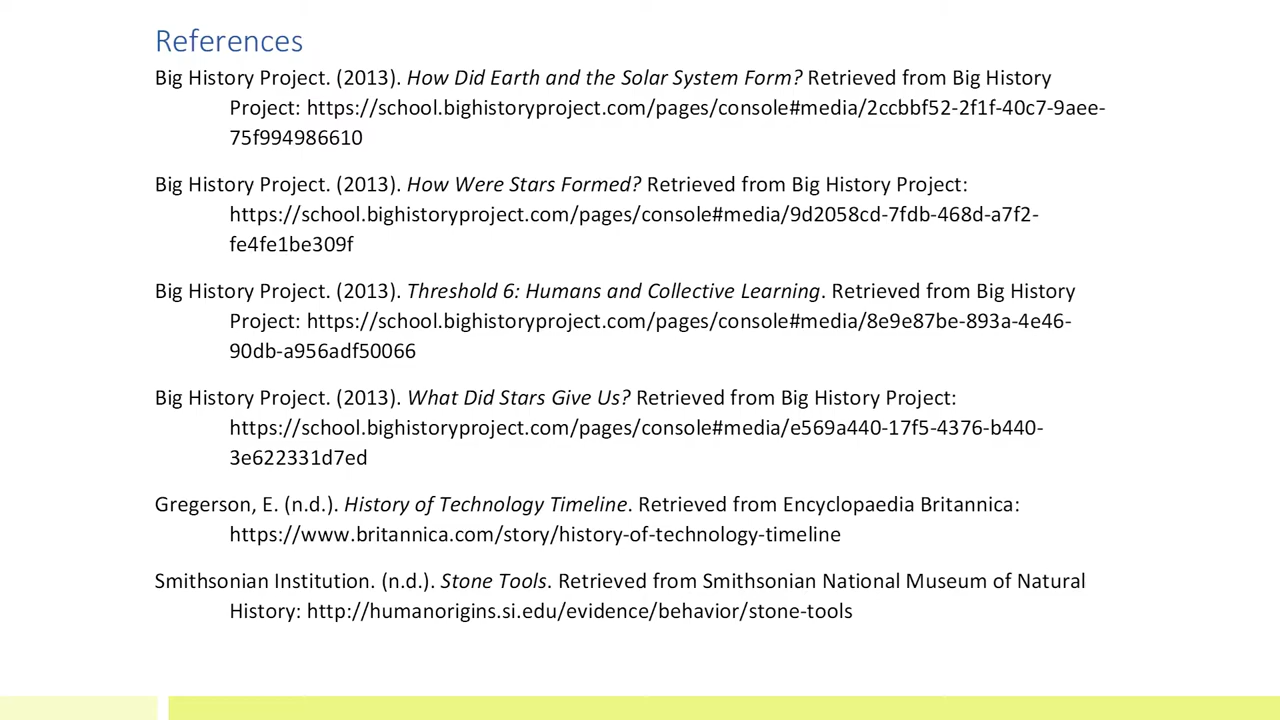 References
Big History Project. (2013). How Did Earth and the Solar System Form? Retrieved from Big History
Project: https://school.bighistoryproject.com/pages/console#media/2ccbbf52-2f1f-40c7-9aee-
75f994986610
Big History Project. (2013). How Were Stars Formed? Retrieved from Big History Project:
https://school.bighistoryproject.com/pages/console#media/9d2058cd-7fdb-468d-a7f2-
fe4fe1be309f
Big History Project. (2013). Threshold 6: Humans and Collective Learning. Retrieved from Big History
Project: https://school.bighistoryproject.com/pages/console#media/8e9e87be-893a-4e46-
90db-a956adf50066
Big History Project. (2013). What Did Stars Give Us? Retrieved from Big History Project:
https://school.bighistoryproject.com/pages/console#media/e569a440-17f5-4376-b440-
3e622331d7ed
Gregerson, E. (n.d.). History of Technology Timeline. Retrieved from Encyclopaedia Britannica:
https://www.britannica.com/story/history-of-technology-timeline
Smithsonian Institution. (n.d.). Stone Tools. Retrieved from Smithsonian National Museum of Natural
History: http://humanorigins.si.edu/evidence/behavior/stone-tools